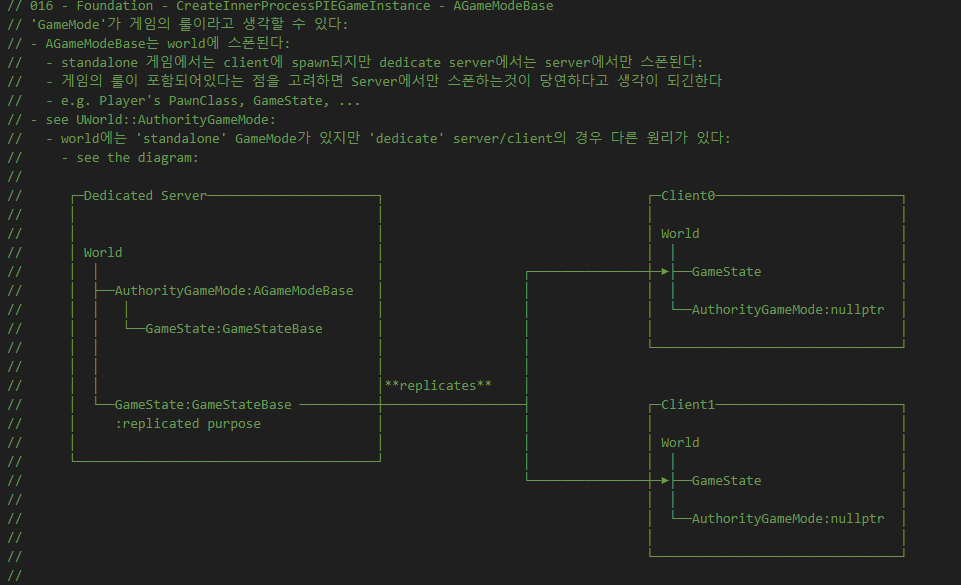 // 016 - Foundation - CreateInnerProcessPIEGameInstance - AGameModeBase
// 'GameMode'가 게임의 룰이라고 생각할 수 있다:
// - AGameModeBase는 world에 스폰된다:
//   - standalone 게임에서는 client에 spawn되지만 dedicate server에서는 server에서만 스폰된다:
//   - 게임의 룰이 포함되어있다는 점을 고려하면 Server에서만 스폰하는것이 당연하다고 생각이 되긴한다
//   - e.g. Player's PawnClass, GameState, ...
// - see UWorld::AuthorityGameMode:
//   - world에는 'standalone' GameMode가 있지만 'dedicate' server/client의 경우 다른 원리가 있다:
//     - see the diagram:
//
//      ┌─Dedicated Server──────────────────────┐                                  ┌─Client0────────────────────────┐
//      │                                       │                                  │                                │
//      │                                       │                                  │ World                          │
//      │ World                                 │                                  │  │                             │
//      │  │                                    │                  ┌───────────────┼─►├──GameState                  │
//      │  ├──AuthorityGameMode:AGameModeBase   │                  │               │  │                             │
//      │  │   │                                │                  │               │  └──AuthorityGameMode:nullptr  │
//      │  │   └──GameState:GameStateBase       │                  │               │                                │
//      │  │                                    │                  │               └────────────────────────────────┘
//      │  │                                    │                  │
//      │  │                                    │**replicates**    │
//      │  └──GameState:GameStateBase ──────────┼──────────────────┤               ┌─Client1────────────────────────┐
//      │     :replicated purpose               │                  │               │                                │
//      │                                       │                  │               │ World                          │
//      └───────────────────────────────────────┘                  │               │  │                             │
//                                                                 └───────────────┼─►├──GameState                  │
//                                                                                 │  │                             │
//                                                                                 │  └──AuthorityGameMode:nullptr  │
//                                                                                 │                                │
//                                                                                 └────────────────────────────────┘
//